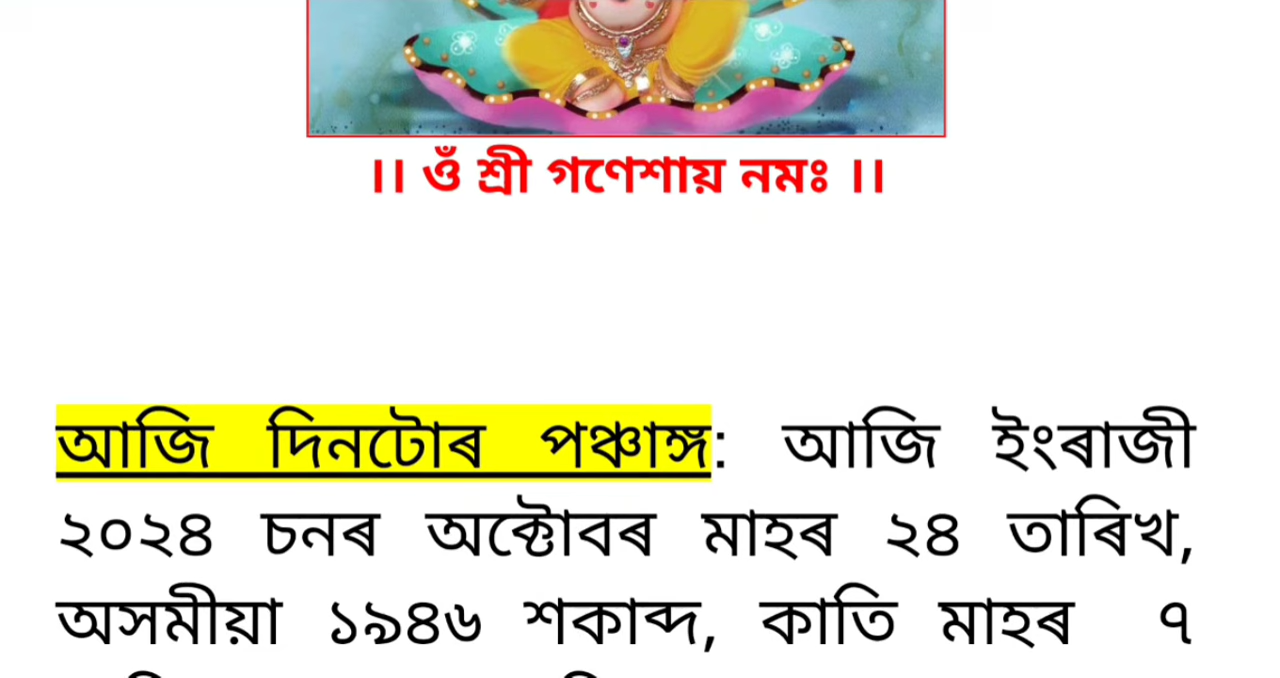 ।। ওঁ শ্ৰী গণেশায় নমঃ ।।
আজি দিনটোৰ পঞ্চাঙ্গ: আজি ইংৰাজী
২০২৪ চনৰ অক্টোবৰ মাহৰ ২৪ তাৰিখ,
অসমীয়া ১৯৪৬ শকাব্দ, কাতি মাহৰ ৭